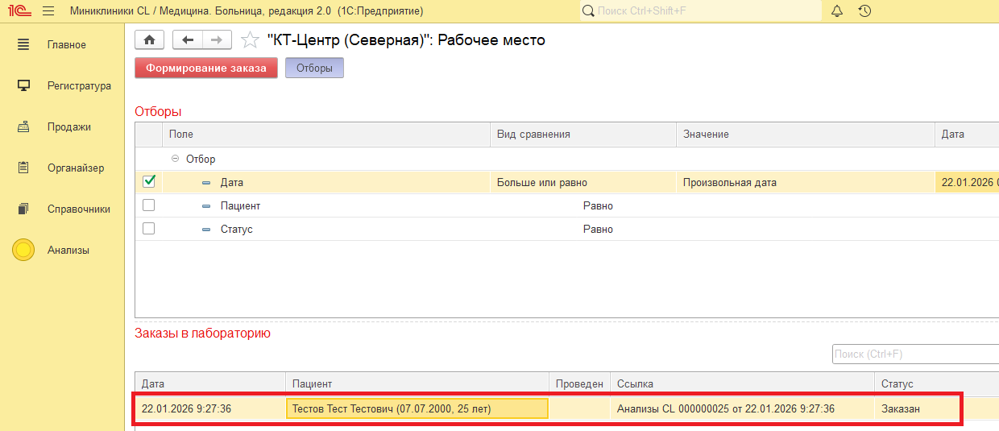 1С Миниклиники CL / Медицина. Больница, редакция 2.0 (1С:Предприятие) Поиск Ctrl+Shift+F
Главное
Регистратура
Продажи
Органайзер
Справочники
Анализы
"КТ-Центр (Северная)": Рабочее место
Формирование заказа Отборы
Отборы
Поле Вид сравнения Значение Дата
Отбор
Дата Больше или равно Произвольная дата 22.01.2026
Пациент Равно
Статус Равно
Заказы в лабораторию
Поиск (Ctrl+F)
Дата Пациент Проведен Ссылка Статус
22.01.2026 9:27:36 Тестов Тест Тестович (07.07.2000, 25 лет) Анализы CL 000000025 от 22.01.2026 9:27:36 Заказан